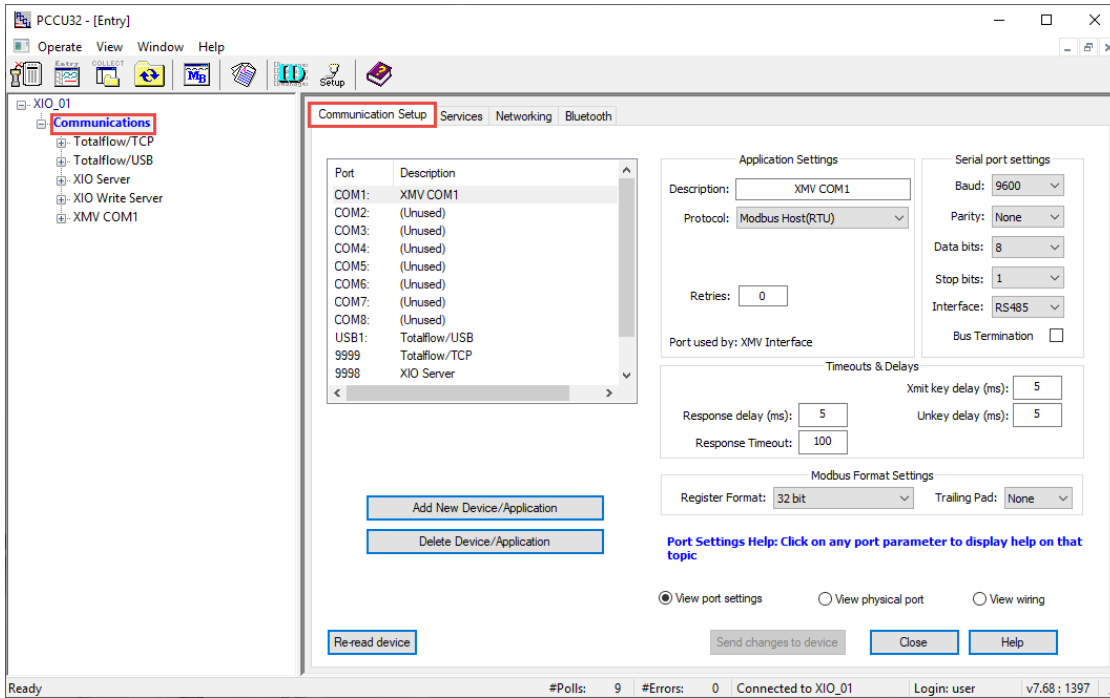 PCCU32 - [Entry]
Operate View Window Help
Entry COLLECT MB ID Setup
XIO_01
Communications
Totalflow/TCP
Totalflow/USB
XIO Server
XIO Write Server
XMV COM1
Communication Setup Services Networking Bluetooth
Port Description
COM1: XMV COM1
COM2: (Unused)
COM3: (Unused)
COM4: (Unused)
COM5: (Unused)
COM6: (Unused)
COM7: (Unused)
COM8: (Unused)
USB1: Totalflow/USB
9999 Totalflow/TCP
9998 XIO Server
Add New Device/Application
Delete Device/Application
Re-read device
Application Settings
Description: XMV COM1
Protocol: Modbus Host(RTU)
Retries: 0
Port used by: XMV Interface
Serial port settings
Baud: 9600
Parity: None
Data bits: 8
Stop bits: 1
Interface: RS485
Bus Termination
Timeouts & Delays
Xmit key delay (ms): 5
Response delay (ms): 5 Unkey delay (ms): 5
Response Timeout: 100
Modbus Format Settings
Register Format: 32 bit Trailing Pad: None
Port Settings Help: Click on any port parameter to display help on that
topic
View port settings View physical port View wiring
Send changes to device Close Help
Ready #Polls: 9 #Errors: 0 Connected to XIO_01 Login: user v7.68 : 1397